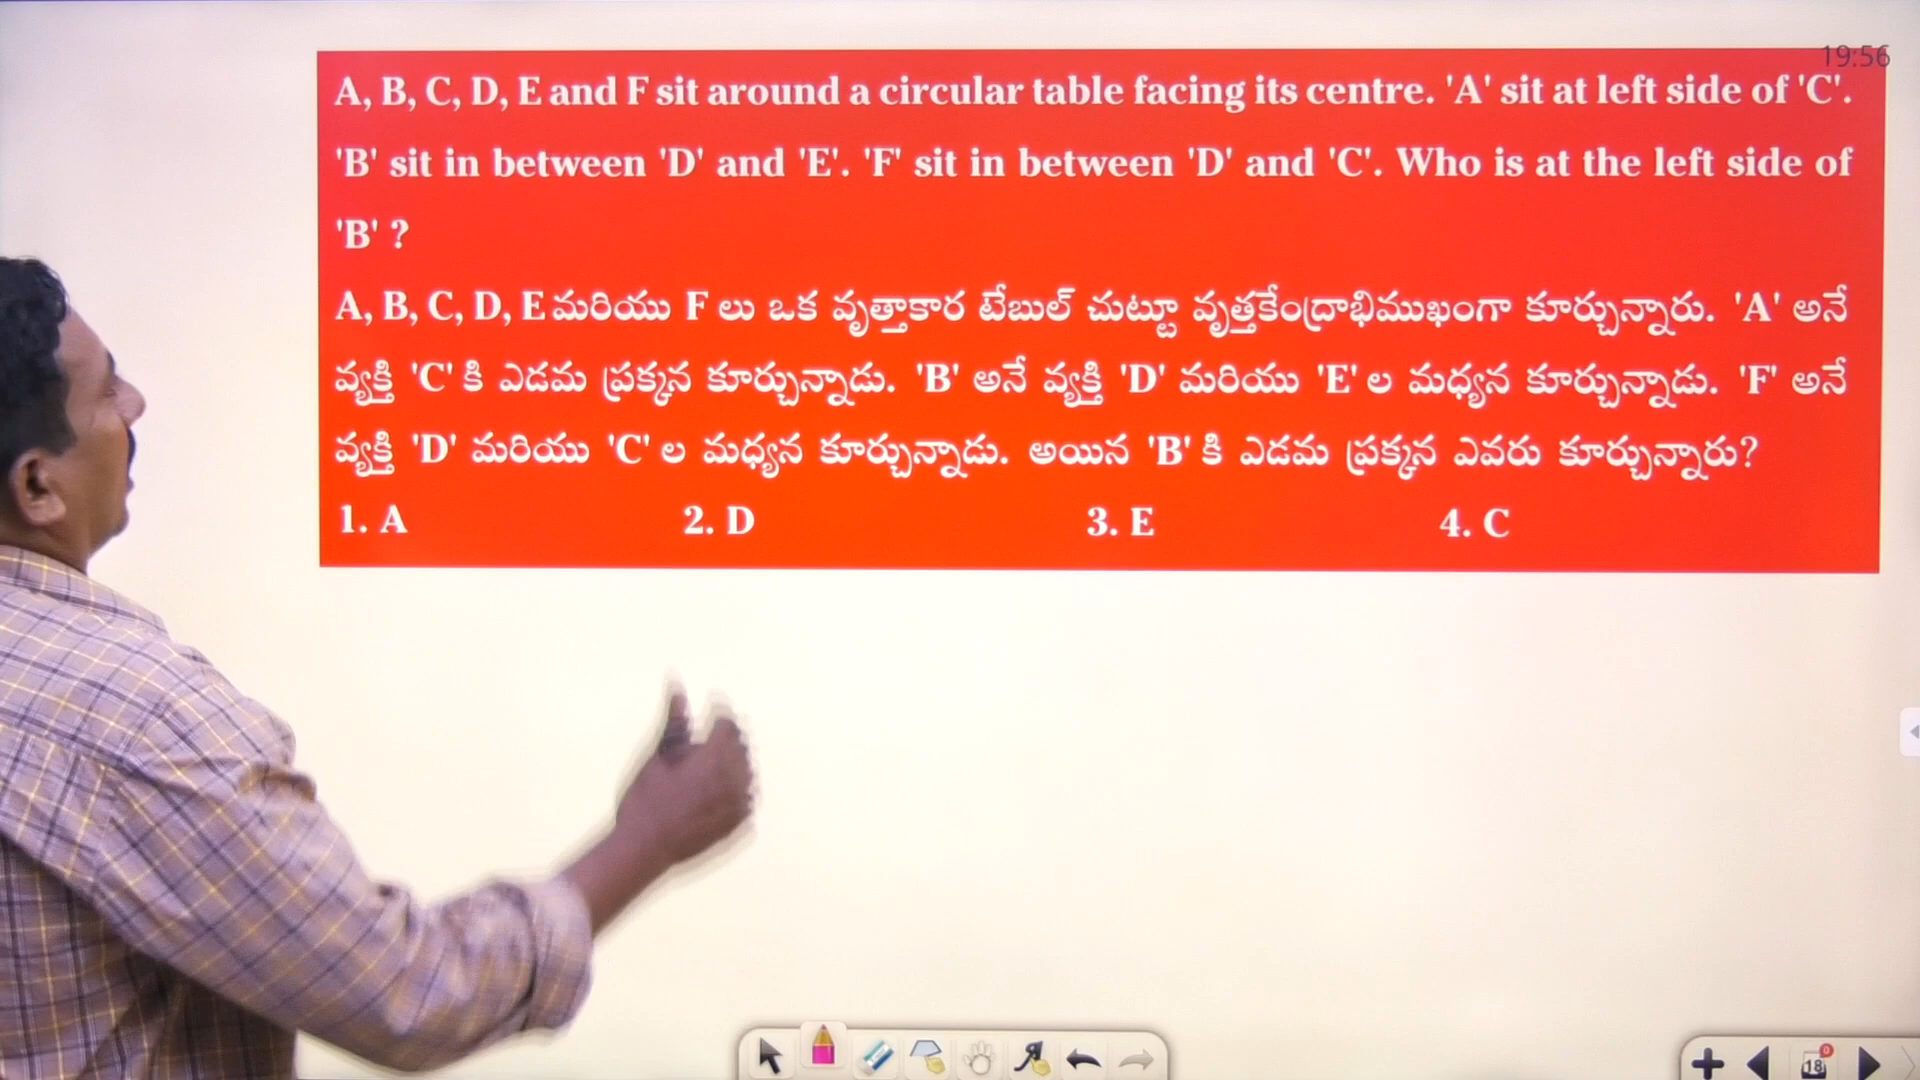 19:56
A, B, C, D, E and F sit around a circular table facing its centre. 'A' sit at left side of 'C'.
'B' sit in between 'D' and 'E'. 'F' sit in between 'D' and 'C'. Who is at the left side of
'B' ?
A, B, C, D, E మరియు F లు ఒక వృత్తాకార టేబుల్ చుట్టూ వృత్తకేంద్రాభిముఖంగా కూర్చున్నారు. 'A' అనే
వ్యక్తి 'C' కి ఎడమ ప్రక్కన కూర్చున్నాడు. 'B' అనే వ్యక్తి 'D' మరియు 'E' ల మధ్యన కూర్చున్నాడు. 'F' అనే
వ్యక్తి 'D' మరియు 'C' ల మధ్యన కూర్చున్నాడు. అయిన 'B' కి ఎడమ ప్రక్కన ఎవరు కూర్చున్నారు?
1. A 2. D 3. E 4. C
18 0